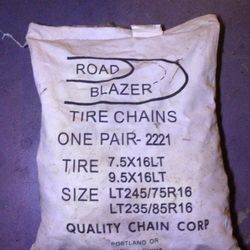 ROAD
BLAZER
TIRE CHAINS
ONE PAIR-2221
TIRE 7.5X16LT
9.5X16LT
SIZE LT245/75R16
LT235/85R16
QUALITY CHAIN CORP
PORTLAND OR